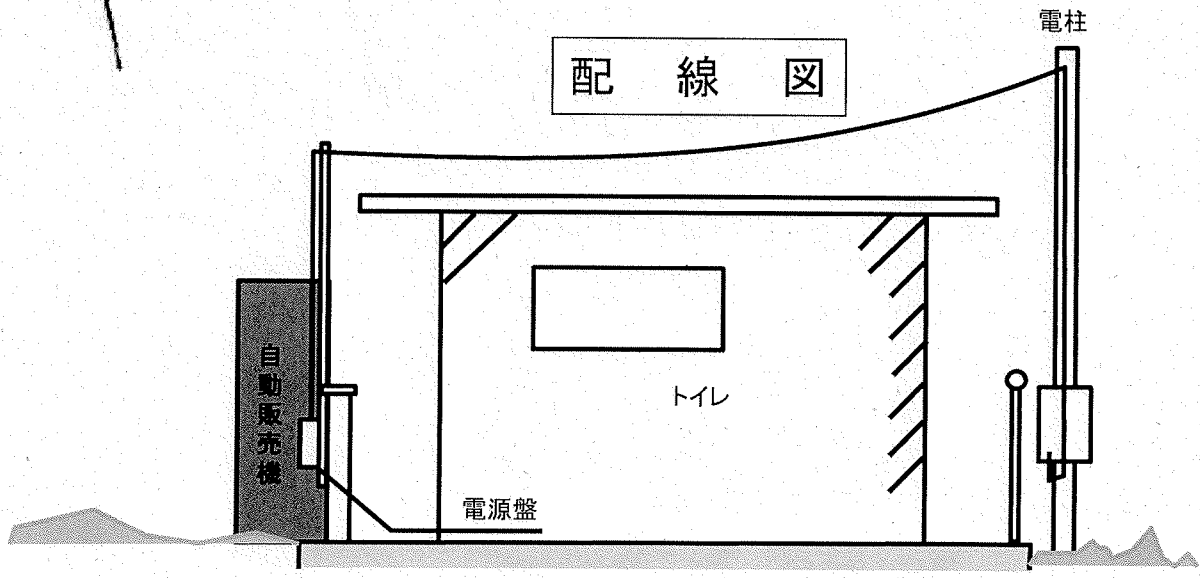 電柱
配線図
自動販売機
トイレ
電源盤